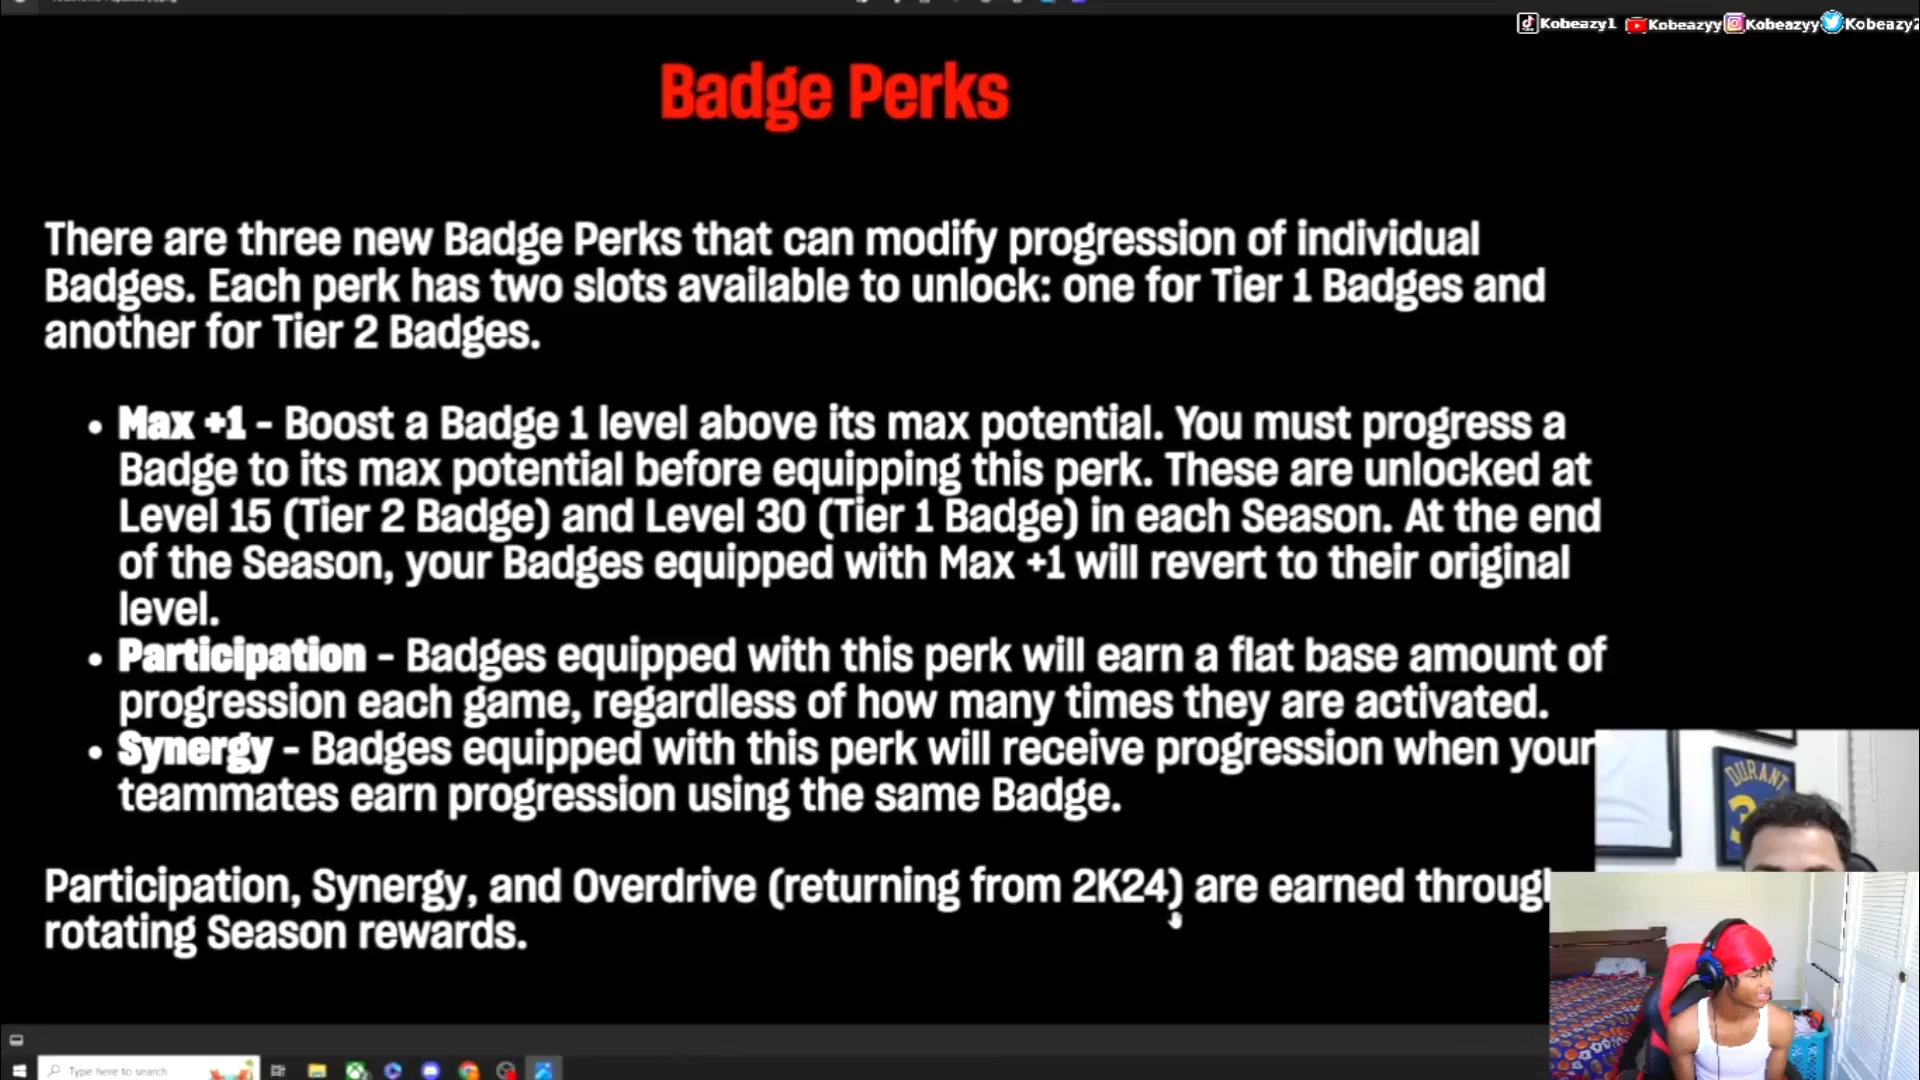 Kobeazy1 Kobeazyy Kobeazyy Kobeazy2
Badge Perks
There are three new Badge Perks that can modify progression of individual
Badges. Each perk has two slots available to unlock: one for Tier 1 Badges and
another for Tier 2 Badges.
• Max +1 - Boost a Badge 1 level above its max potential. You must progress a
Badge to its max potential before equipping this perk. These are unlocked at
Level 15 (Tier 2 Badge) and Level 30 (Tier 1 Badge) in each Season. At the end
of the Season, your Badges equipped with Max +1 will revert to their original
level.
• Participation - Badges equipped with this perk will earn a flat base amount of
progression each game, regardless of how many times they are activated.
• Synergy - Badges equipped with this perk will receive progression when your
teammates earn progression using the same Badge.
DURANT
Participation, Synergy, and Overdrive (returning from 2K24) are earned throug
rotating Season rewards.
Type here to search